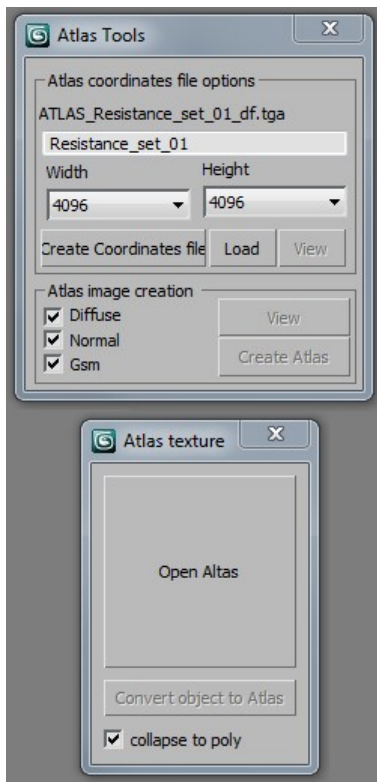 Atlas Tools
Atlas coordinates file options
ATLAS_Resistance_set_01_df.tga
Resistance_set_01
Width Height
4096 4096
Create Coordinates file Load View
Atlas image creation
Diffuse
View
Normal
Create Atlas
Gsm
Atlas texture
Open Altas
Convert object to Atlas
collapse to poly